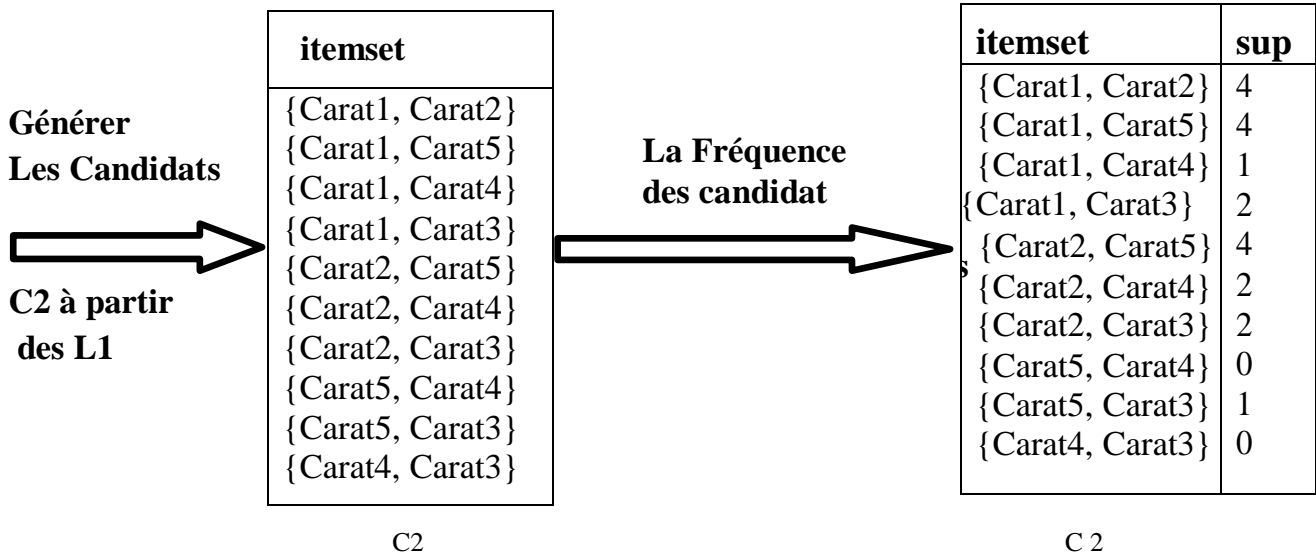 Générer
Les Candidats
C2 à partir
des L1
itemset
{Carat1, Carat2}
{Carat1, Carat5}
{Carat1, Carat4}
{Carat1, Carat3}
{Carat2, Carat5}
{Carat2, Carat4}
{Carat2, Carat3}
{Carat5, Carat4}
{Carat5, Carat3}
{Carat4, Carat3}
C2
La Fréquence
des candidat
s
itemset sup
{Carat1, Carat2} 4
{Carat1, Carat5} 4
{Carat1, Carat4} 1
{Carat1, Carat3} 2
{Carat2, Carat5} 4
{Carat2, Carat4} 2
{Carat2, Carat3} 2
{Carat5, Carat4} 0
{Carat5, Carat3} 1
{Carat4, Carat3} 0
C 2